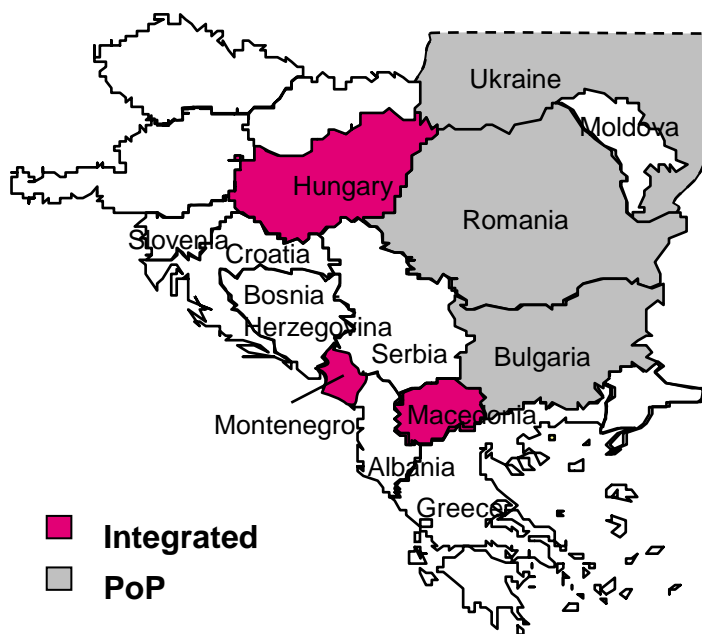 Ukraine
Moldova
Hungary
Romania
Slovenia
Croatia
Bosnia
Herzegovina
Serbia
Bulgaria
Montenegro
Macedonia
Albania
Greece
Integrated
PoP